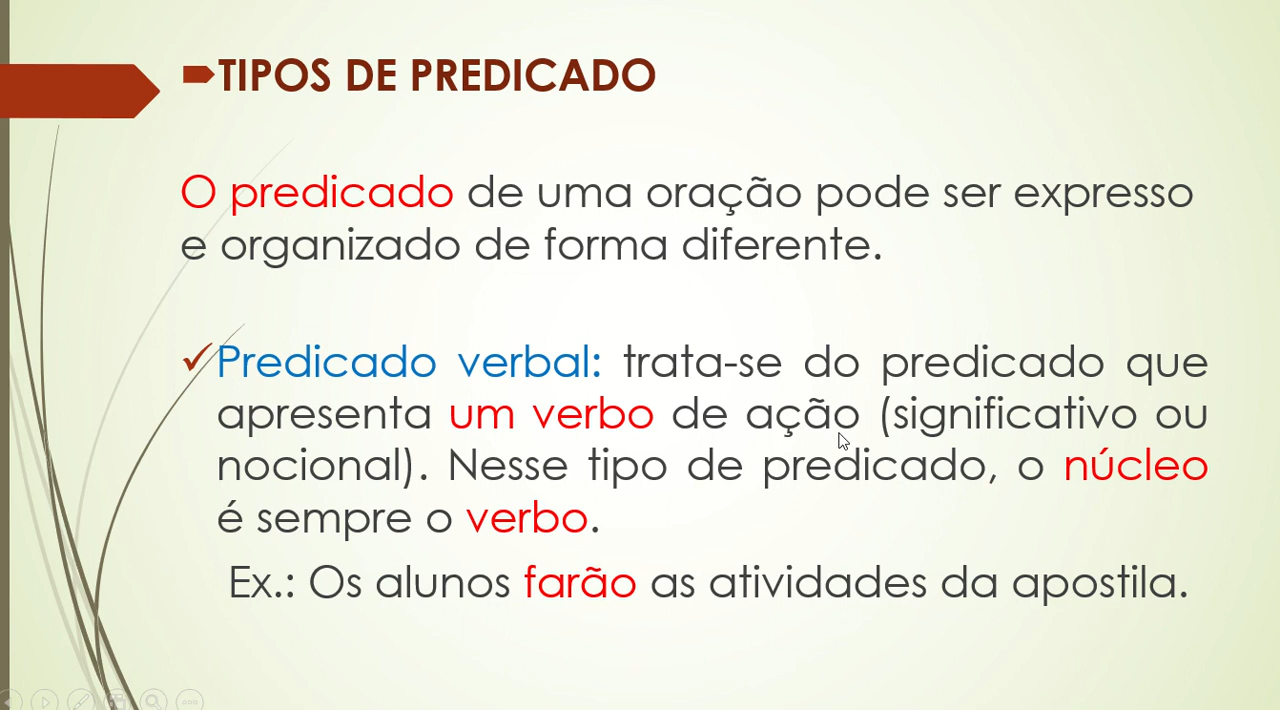 TIPOS DE PREDICADO
O predicado de uma oração pode ser expresso
e organizado de forma diferente.
Predicado verbal: trata-se do predicado que
apresenta um verbo de ação (significativo ou
nocional). Nesse tipo de predicado, o núcleo
é sempre o verbo.
Ex.: Os alunos farão as atividades da apostila.